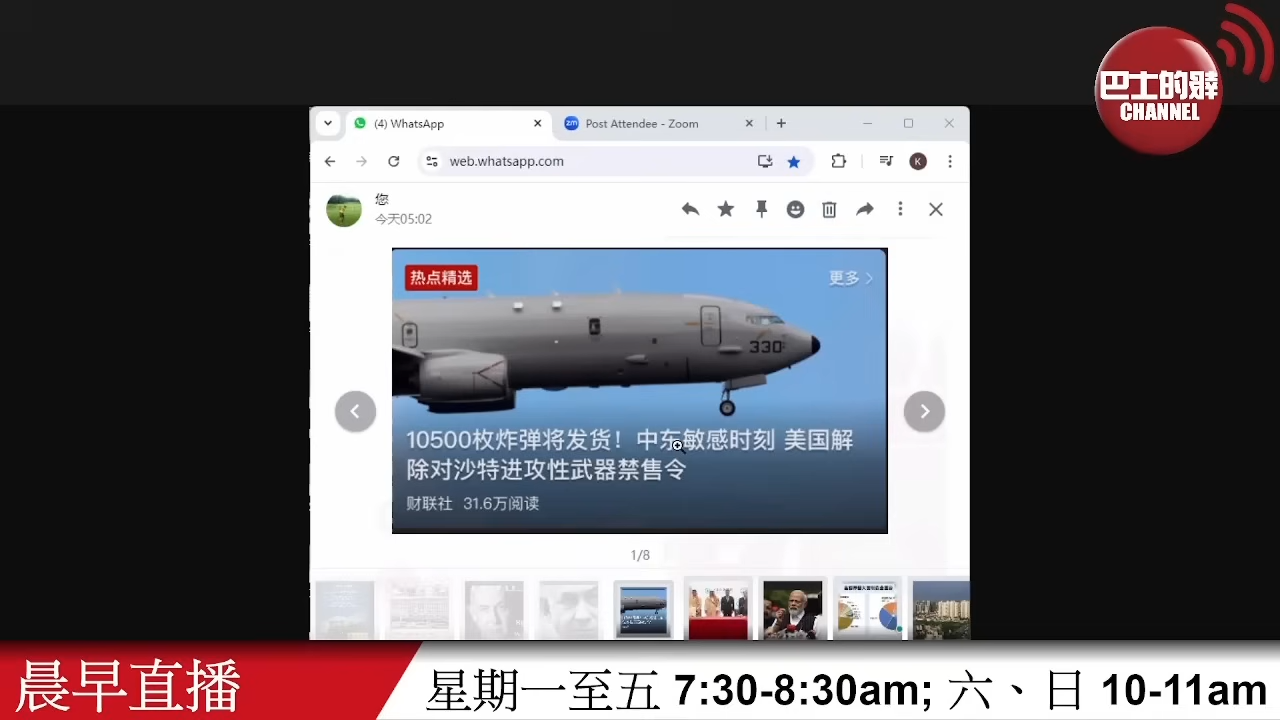 巴士的報
CHANNEL
(4) WhatsApp
zm
Post Attendee - Zoom
web.whatsapp.com
K
您
今天05:02
热点精选
更多
330
10500枚炸弹将发货！中东敏感时刻 美国解
除对沙特进攻性武器禁售令
财联社 31.6万阅读
1/8
晨早直播
星期一至五 7:30-8:30am; 六、日 10-11am